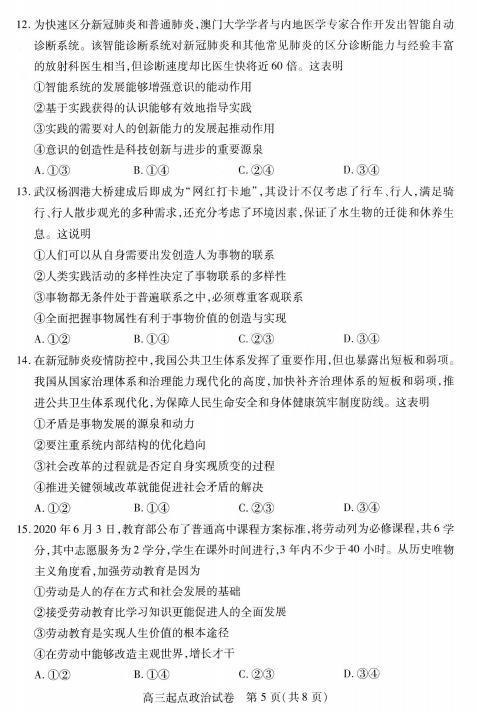 12. 为快速区分新冠肺炎和普通肺炎,澳门大学学者与内地医学专家合作开发出智能自动
诊断系统。该智能诊断系统对新冠肺炎和其他常见肺炎的区分诊断能力与经验丰富
的放射科医生相当,但诊断速度却比医生快将近 60 倍。这表明
①智能系统的发展能够增强意识的能动作用
②基于实践获得的认识能够有效地指导实践
③实践的需要对人的创新能力的发展起推动作用
④意识的创造性是科技创新与进步的重要源泉
A. ①③ B. ①④ C. ②④ D. ③④
13. 武汉杨泗港大桥建成后即成为“网红打卡地”,其设计不仅考虑了行车、行人,满足骑
行、行人散步观光的多种需求,还充分考虑了环境因素,保证了水生物的迁徙和休养生
息。这说明
①人们可以从自身需要出发创造人为事物的联系
②人类实践活动的多样性决定了事物联系的多样性
③事物都无条件处于普遍联系之中,必须尊重客观联系
④全面把握事物属性有利于事物价值的创造与实现
A. ①② B. ①④ C. ②③ D. ③④
14. 在新冠肺炎疫情防控中,我国公共卫生体系发挥了重要作用,但也暴露出短板和弱项。
我国从国家治理体系和治理能力现代化的高度,加快补齐治理体系的短板和弱项,推
进公共卫生体系现代化,为保障人民生命安全和身体健康筑牢制度防线。这表明
①矛盾是事物发展的源泉和动力
②要注重系统内部结构的优化趋向
③社会改革的过程就是否定自身实现质变的过程
④推进关键领域改革就能促进社会矛盾的解决
A. ①② B. ①④ C. ②③ D. ③④
15. 2020 年 6 月 3 日,教育部公布了普通高中课程方案标准,将劳动列为必修课程,共 6 学
分,其中志愿服务为 2 学分,学生在课外时间进行,3 年内不少于 40 小时。从历史唯物
主义角度看,加强劳动教育是因为
①劳动是人的存在方式和社会发展的基础
②接受劳动教育比学习知识更能促进人的全面发展
③劳动教育是实现人生价值的根本途径
④在劳动中能够改造主观世界,增长才干
A. ①② B. ①④ C. ②③ D. ③④
高三起点政治试卷 第 5 页(共 8 页)